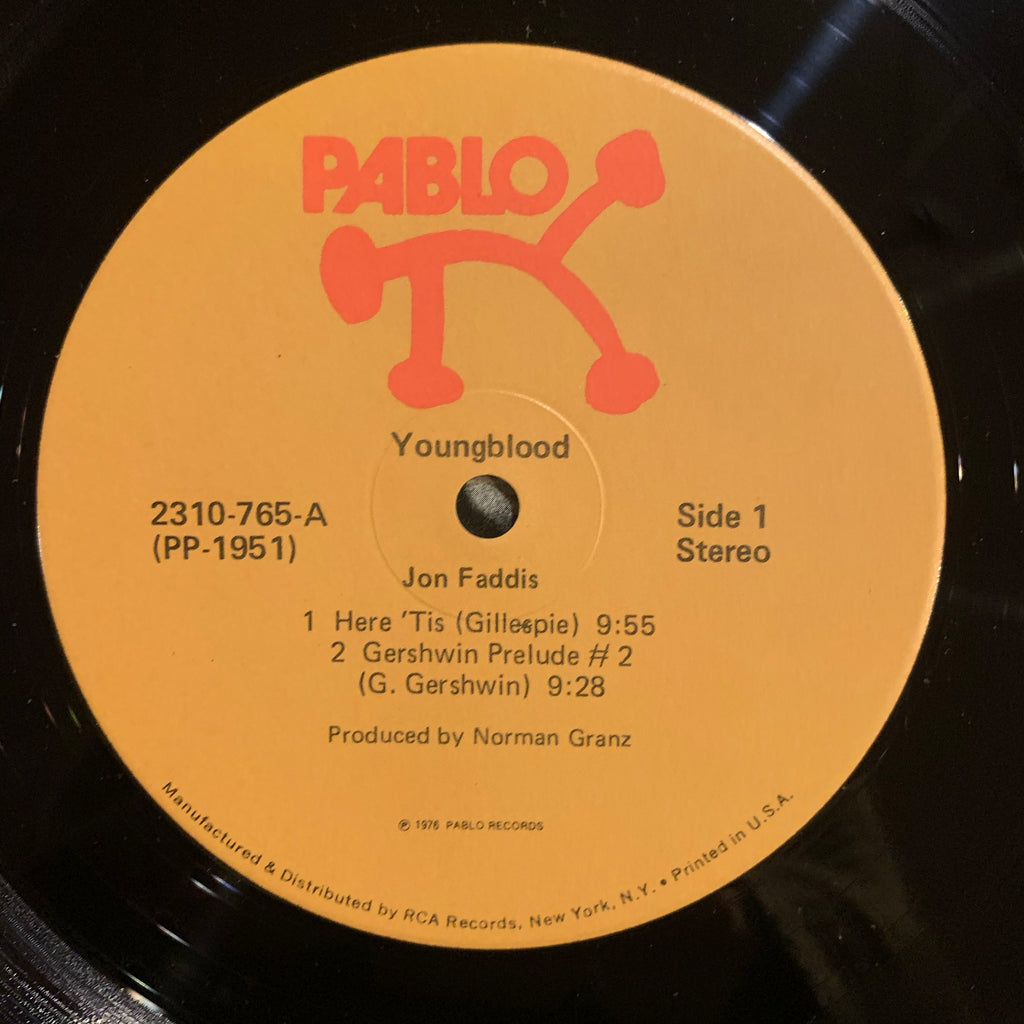 PABLO
Youngblood
2310-765-A
(PP-1951)
Side 1
Stereo
Jon Faddis
1 Here 'Tis (Gillespie) 9:55
2 Gershwin Prelude # 2
(G. Gershwin) 9:28
Produced by Norman Granz
℗ 1976 PABLO RECORDS
Manufactured & Distributed by RCA Records, New York, N.Y. • Printed in U.S.A.